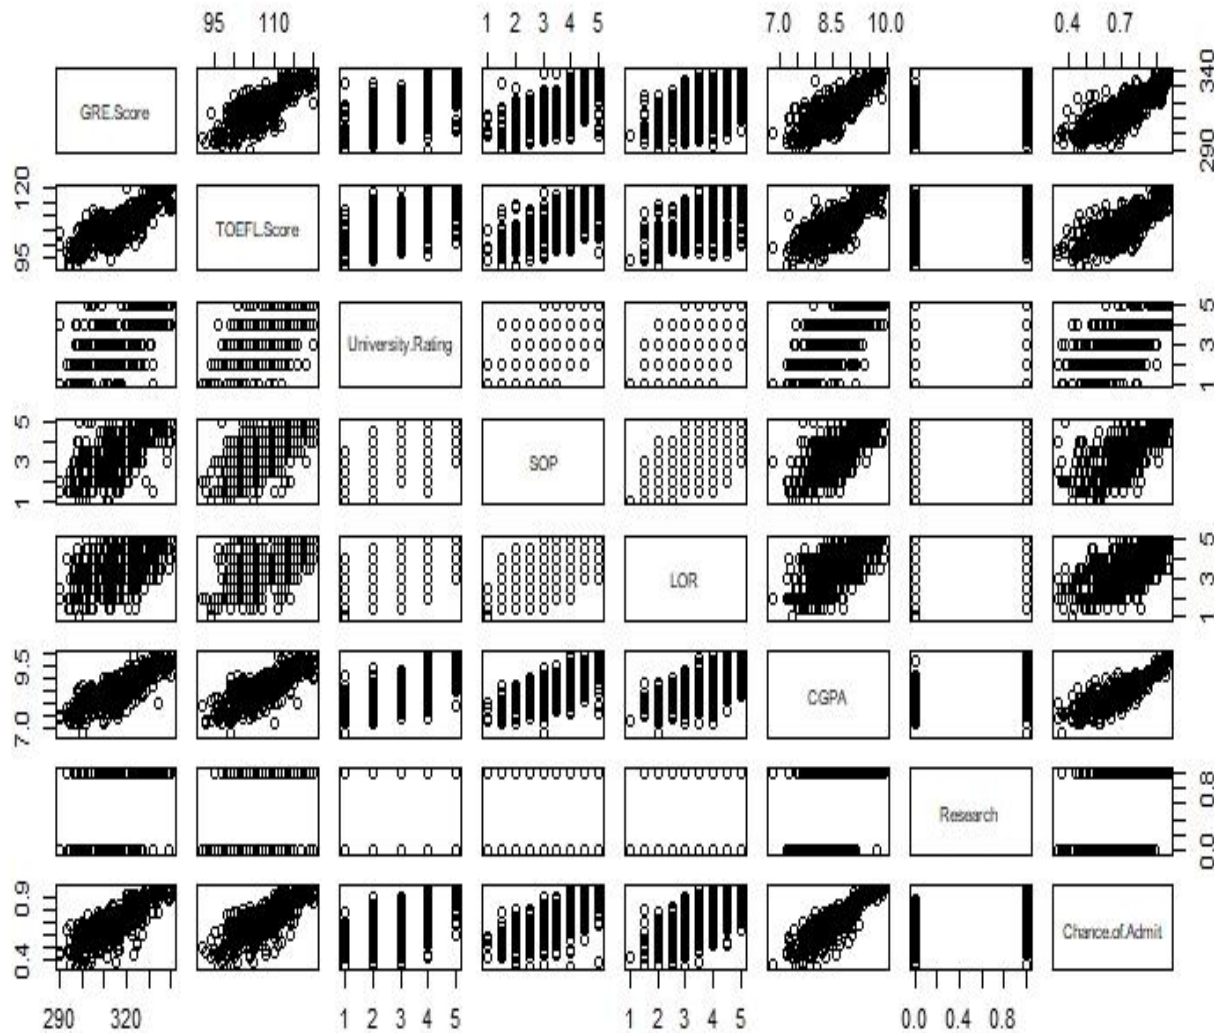 95 110 1 2 3 4 5 7.0 8.5 10.0 0.4 0.7
GRE.Score 290 340
95 120 TOEFL.Score
University.Rating 1 3 5
1 3 5 SOP
LOR 1 3 5
7.0 9.5 CGPA
Research 0.0 0.8
0.4 0.9 Chance.of.Admit
290 320 1 2 3 4 5 1 2 3 4 5 0.0 0.4 0.8